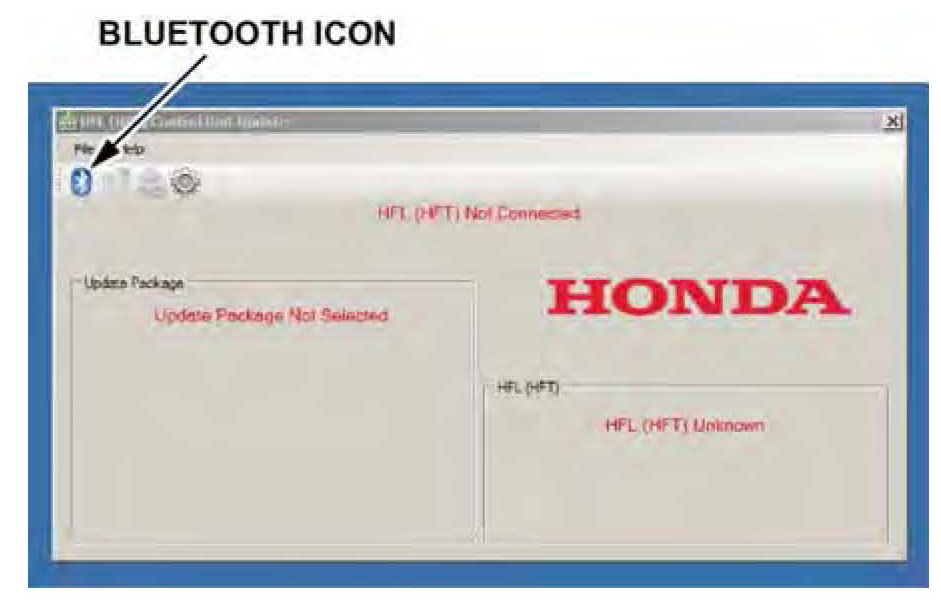 BLUETOOTH ICON
HFL (HFT) Control Unit Updater
File Help
HFL (HFT) Not Connected
Update Package
Update Package Not Selected
HONDA
HFL (HFT)
HFL (HFT) Unknown